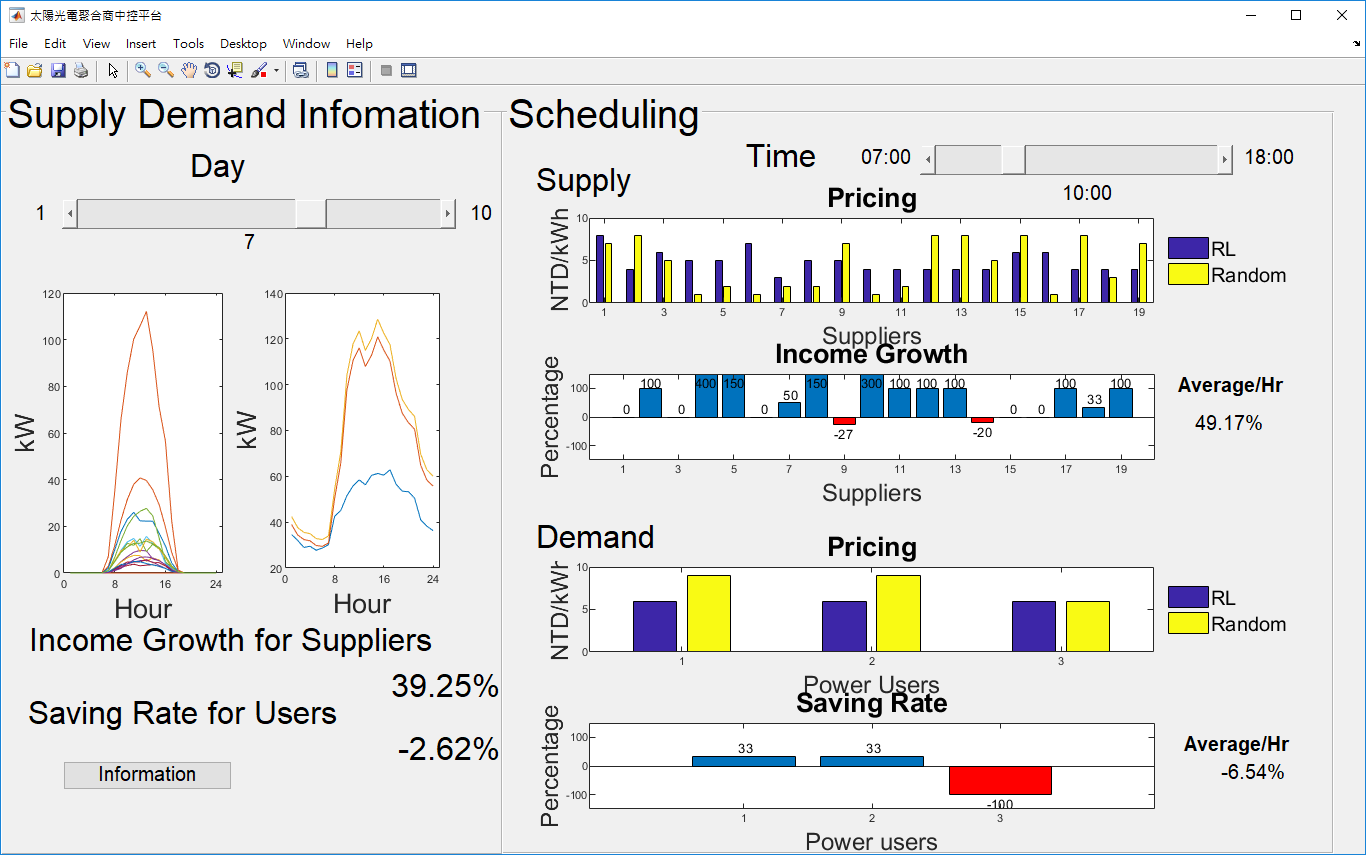 太陽光電聚合商中控平台
File Edit View Insert Tools Desktop Window Help
Supply Demand Infomation
Day
1 10
7
120
100
80
60
40
20
0
kW
0 8 16 24
Hour
140
120
100
80
60
40
20
kW
0 8 16 24
Hour
Income Growth for Suppliers
39.25%
Saving Rate for Users
-2.62%
Information
Scheduling
Time 07:00 18:00
10:00
Supply
Pricing
NTD/kWh
10
5
0
1 3 5 7 9 11 13 15 17 19
Suppliers
RL
Random
Income Growth
Percentage
100
0
-100
0 100 0 400 150 0 50 150 -27 300 100 100 100 -20 0 0 100 33 100
1 3 5 7 9 11 13 15 17 19
Suppliers
Average/Hr
49.17%
Demand
Pricing
NTD/kWh
10
5
0
1 2 3
Power Users
RL
Random
Saving Rate
Percentage
100
0
-100
33 33 -100
1 2 3
Power users
Average/Hr
-6.54%